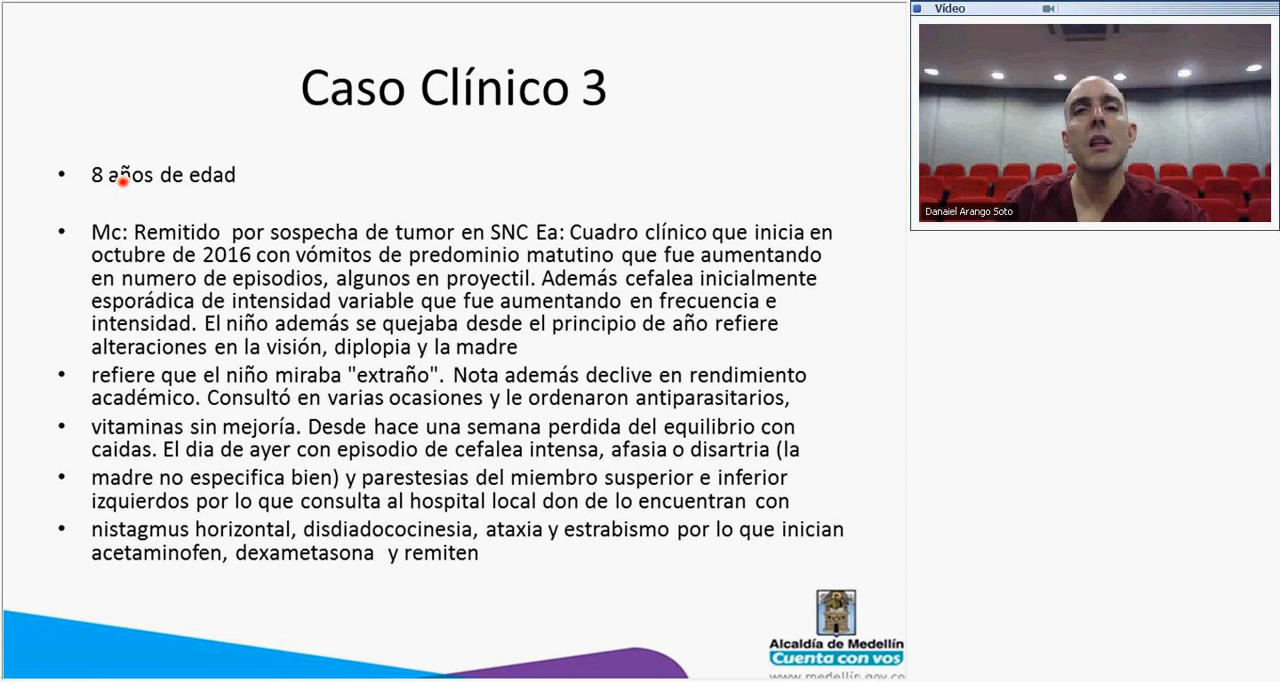 Vídeo
Caso Clínico 3
Danaiel Arango Soto
• 8 años de edad
• Mc: Remitido por sospecha de tumor en SNC Ea: Cuadro clínico que inicia en
octubre de 2016 con vómitos de predominio matutino que fue aumentando
en numero de episodios, algunos en proyectil. Además cefalea inicialmente
esporádica de intensidad variable que fue aumentando en frecuencia e
intensidad. El niño además se quejaba desde el principio de año refiere
alteraciones en la visión, diplopia y la madre
• refiere que el niño miraba "extraño". Nota además declive en rendimiento
académico. Consultó en varias ocasiones y le ordenaron antiparasitarios,
• vitaminas sin mejoría. Desde hace una semana perdida del equilibrio con
caidas. El dia de ayer con episodio de cefalea intensa, afasia o disartria (la
• madre no especifica bien) y parestesias del miembro susperior e inferior
izquierdos por lo que consulta al hospital local don de lo encuentran con
• nistagmus horizontal, disdiadococinesia, ataxia y estrabismo por lo que inician
acetaminofen, dexametasona y remiten
Alcaldía de Medellín
Cuenta con vos
www.medellin.gov.co